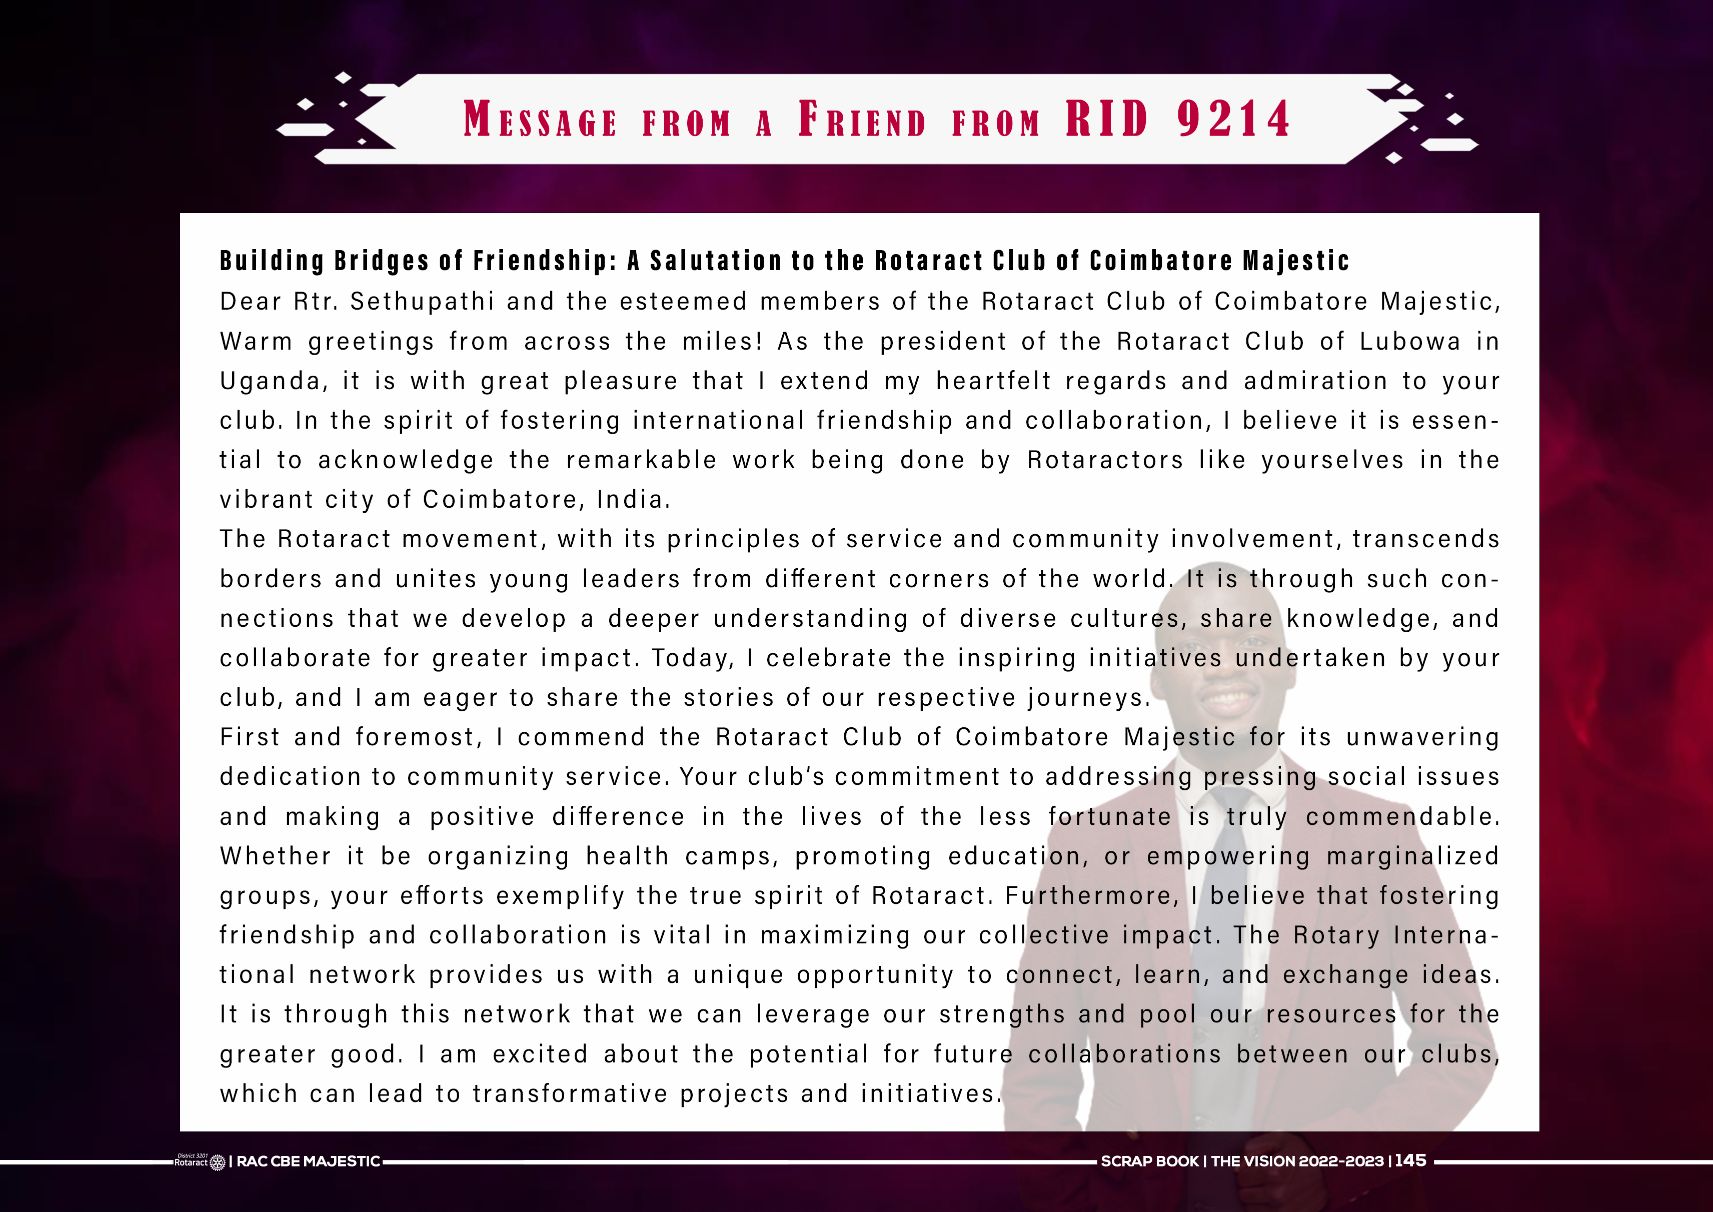 MESSAGE FROM A FRIEND FROM RID 9214
Building Bridges of Friendship: A Salutation to the Rotaract Club of Coimbatore Majestic
Dear Rtr. Sethupathi and the esteemed members of the Rotaract Club of Coimbatore Majestic,
Warm greetings from across the miles! As the president of the Rotaract Club of Lubowa in
Uganda, it is with great pleasure that I extend my heartfelt regards and admiration to your
club. In the spirit of fostering international friendship and collaboration, I believe it is essen-
tial to acknowledge the remarkable work being done by Rotaractors like yourselves in the
vibrant city of Coimbatore, India.
The Rotaract movement, with its principles of service and community involvement, transcends
borders and unites young leaders from different corners of the world. It is through such con-
nections that we develop a deeper understanding of diverse cultures, share knowledge, and
collaborate for greater impact. Today, I celebrate the inspiring initiatives undertaken by your
club, and I am eager to share the stories of our respective journeys.
First and foremost, I commend the Rotaract Club of Coimbatore Majestic for its unwavering
dedication to community service. Your club's commitment to addressing pressing social issues
and making a positive difference in the lives of the less fortunate is truly commendable.
Whether it be organizing health camps, promoting education, or empowering marginalized
groups, your efforts exemplify the true spirit of Rotaract. Furthermore, I believe that fostering
friendship and collaboration is vital in maximizing our collective impact. The Rotary Interna-
tional network provides us with a unique opportunity to connect, learn, and exchange ideas.
It is through this network that we can leverage our strengths and pool our resources for the
greater good. I am excited about the potential for future collaborations between our clubs,
which can lead to transformative projects and initiatives.
District 3201
Rotaract | RAC CBE MAJESTIC
SCRAP BOOK | THE VISION 2022-2023 | 145